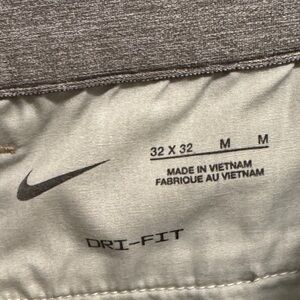 32 X 32 M M
MADE IN VIETNAM
FABRIQUE AU VIETNAM
DRI-FIT